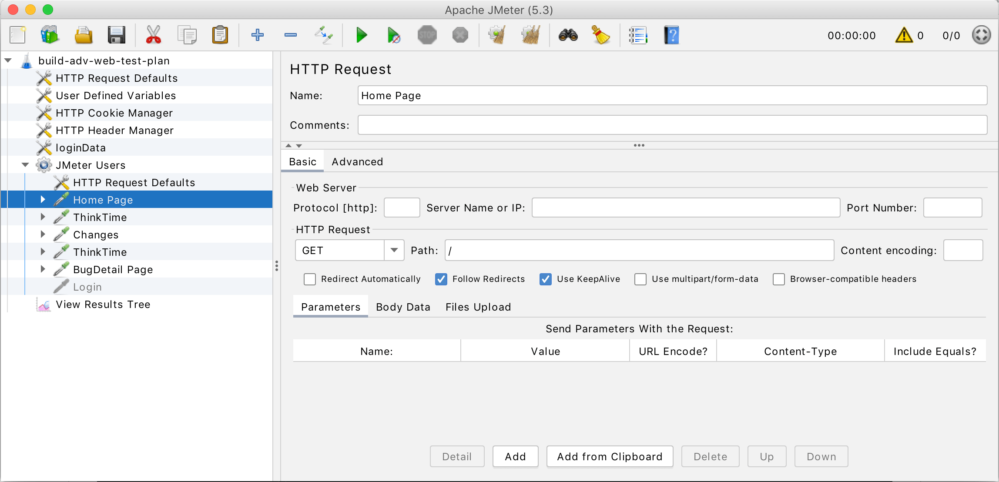 Apache JMeter (5.3)
STOP
00:00:00 0 0/0
build-adv-web-test-plan
HTTP Request Defaults
User Defined Variables
HTTP Cookie Manager
HTTP Header Manager
loginData
JMeter Users
HTTP Request Defaults
Home Page
ThinkTime
Changes
ThinkTime
BugDetail Page
Login
View Results Tree
HTTP Request
Name: Home Page
Comments:
Basic Advanced
Web Server
Protocol [http]: Server Name or IP: Port Number:
HTTP Request
GET Path: / Content encoding:
Redirect Automatically Follow Redirects Use KeepAlive Use multipart/form-data Browser-compatible headers
Parameters Body Data Files Upload
Send Parameters With the Request:
Name: Value URL Encode? Content-Type Include Equals?
Detail Add Add from Clipboard Delete Up Down